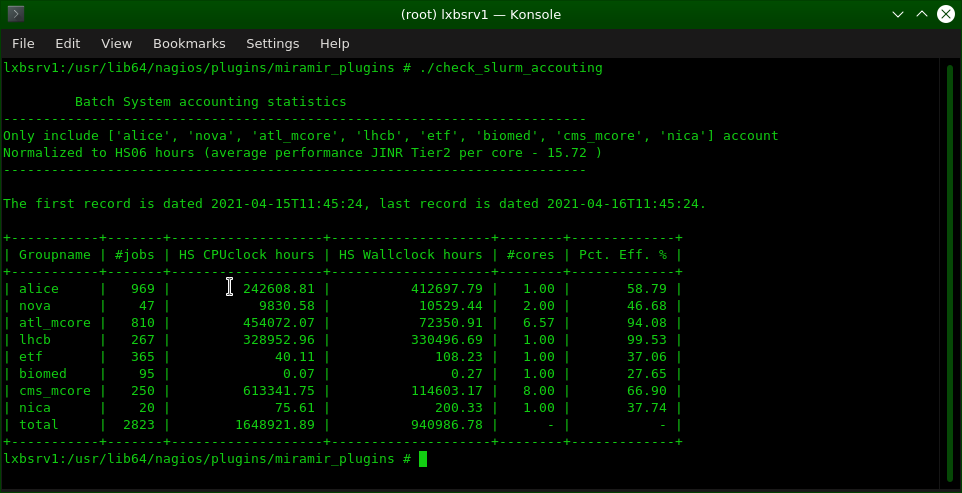 (root) lxbsrv1 — Konsole
File Edit View Bookmarks Settings Help
lxbsrv1:/usr/lib64/nagios/plugins/miramir_plugins # ./check_slurm_accouting
Batch System accounting statistics
-------------------------------------------------------------------------
Only include ['alice', 'nova', 'atl_mcore', 'lhcb', 'etf', 'biomed', 'cms_mcore', 'nica'] account
Normalized to HS06 hours (average performance JINR Tier2 per core - 15.72 )
-------------------------------------------------------------------------
The first record is dated 2021-04-15T11:45:24, last record is dated 2021-04-16T11:45:24.
+-----------+-------+-------------------+--------------------+--------+-------------+
| Groupname | #jobs | HS CPUclock hours | HS Wallclock hours | #cores | Pct. Eff. % |
+-----------+-------+-------------------+--------------------+--------+-------------+
| alice     |   969 |         242608.81 |          412697.79 |   1.00 |       58.79 |
| nova      |    47 |           9830.58 |           10529.44 |   2.00 |       46.68 |
| atl_mcore |   810 |         454072.07 |           72350.91 |   6.57 |       94.08 |
| lhcb      |   267 |         328952.96 |          330496.69 |   1.00 |       99.53 |
| etf       |   365 |             40.11 |             108.23 |   1.00 |       37.06 |
| biomed    |    95 |              0.07 |               0.27 |   1.00 |       27.65 |
| cms_mcore |   250 |         613341.75 |          114603.17 |   8.00 |       66.90 |
| nica      |    20 |             75.61 |             200.33 |   1.00 |       37.74 |
| total     |  2823 |        1648921.89 |          940986.78 |      - |           - |
+-----------+-------+-------------------+--------------------+--------+-------------+
lxbsrv1:/usr/lib64/nagios/plugins/miramir_plugins #